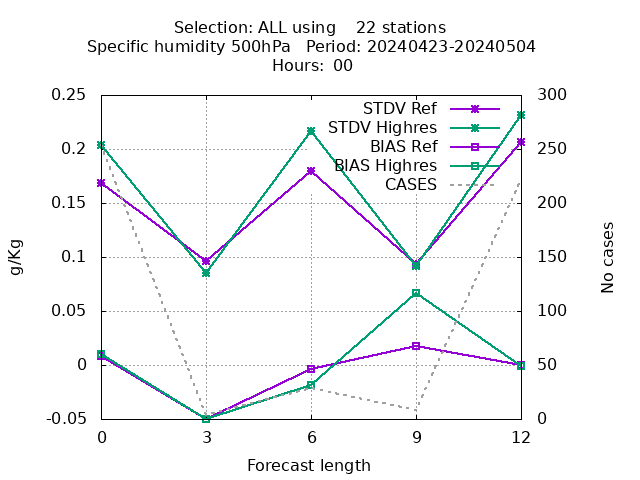 Selection: ALL using    22 stations
Specific humidity 500hPa   Period: 20240423-20240504
Hours:  00
0.25
0.2
0.15
0.1
0.05
0
-0.05
g/Kg
STDV Ref
STDV Highres
BIAS Ref
BIAS Highres
CASES
300
250
200
150
100
50
0
No cases
0 3 6 9 12
Forecast length